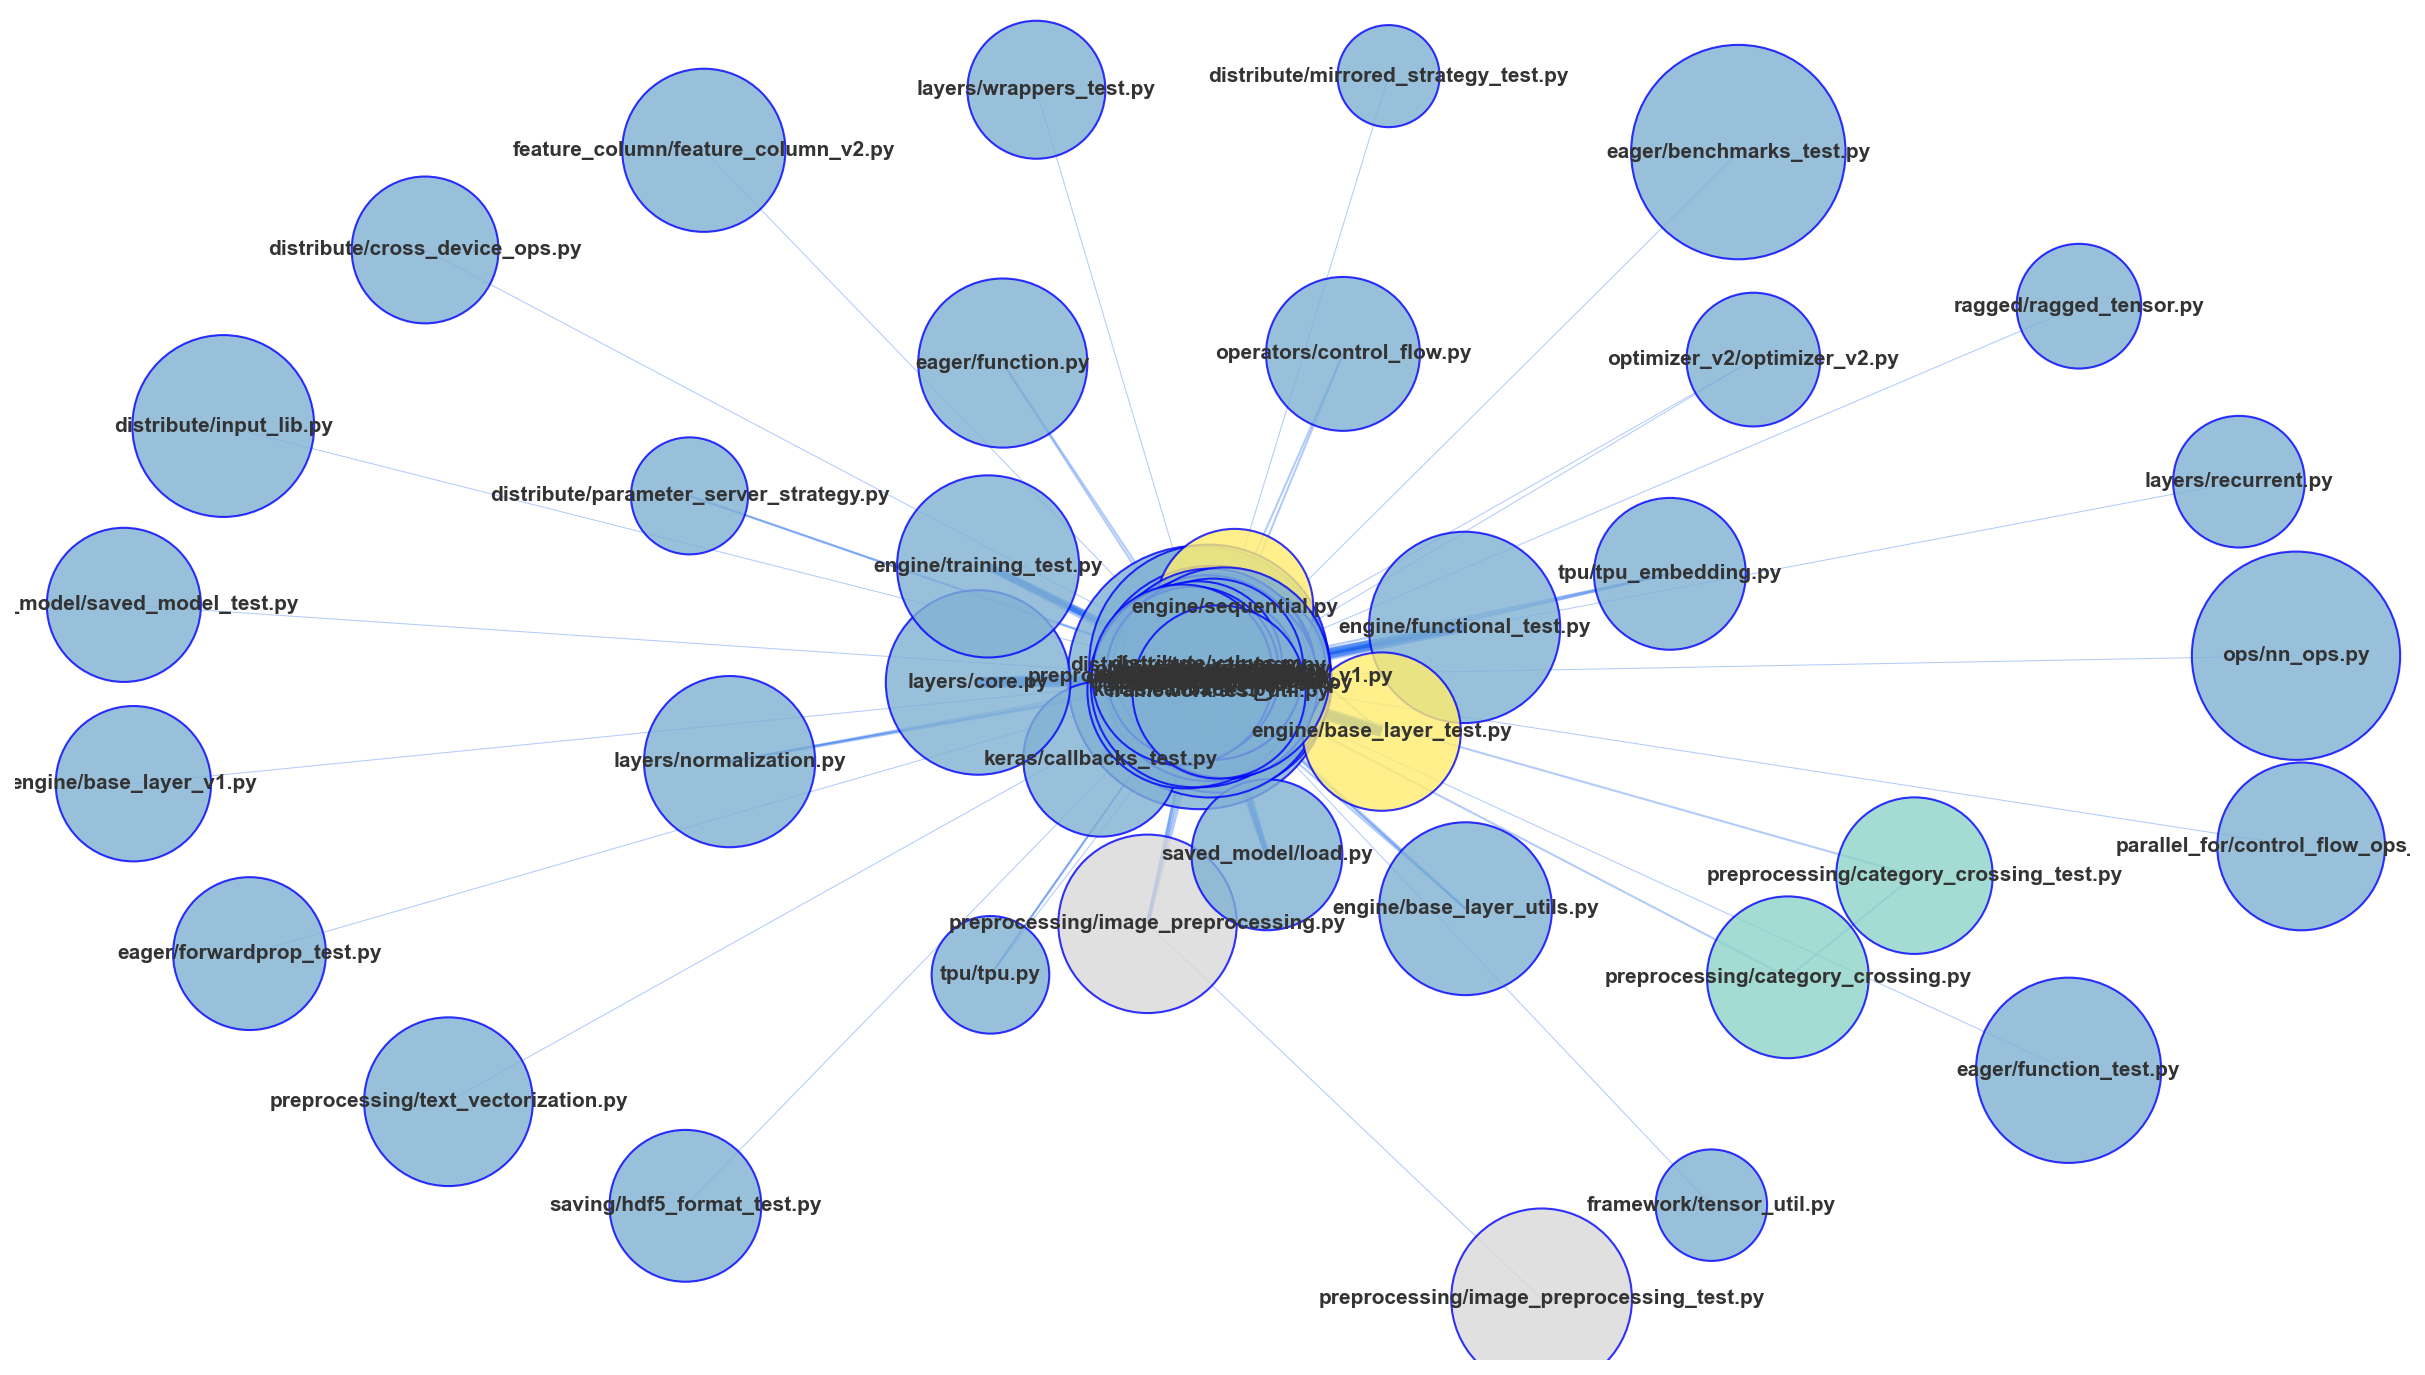 distribute/mirrored_strategy_test.py
layers/wrappers_test.py
feature_column/feature_column_v2.py
eager/benchmarks_test.py
distribute/cross_device_ops.py
ragged/ragged_tensor.py
operators/control_flow.py
optimizer_v2/optimizer_v2.py
eager/function.py
distribute/input_lib.py
layers/recurrent.py
distribute/parameter_server_strategy.py
engine/training_test.py
tpu/tpu_embedding.py
_model/saved_model_test.py
engine/sequential.py
engine/functional_test.py
ops/nn_ops.py
layers/core.py
engine/base_layer_test.py
layers/normalization.py
keras/callbacks_test.py
engine/base_layer_v1.py
parallel_for/control_flow_ops_
saved_model/load.py
preprocessing/category_crossing_test.py
engine/base_layer_utils.py
preprocessing/image_preprocessing.py
eager/forwardprop_test.py
tpu/tpu.py
preprocessing/category_crossing.py
eager/function_test.py
preprocessing/text_vectorization.py
saving/hdf5_format_test.py
framework/tensor_util.py
preprocessing/image_preprocessing_test.py